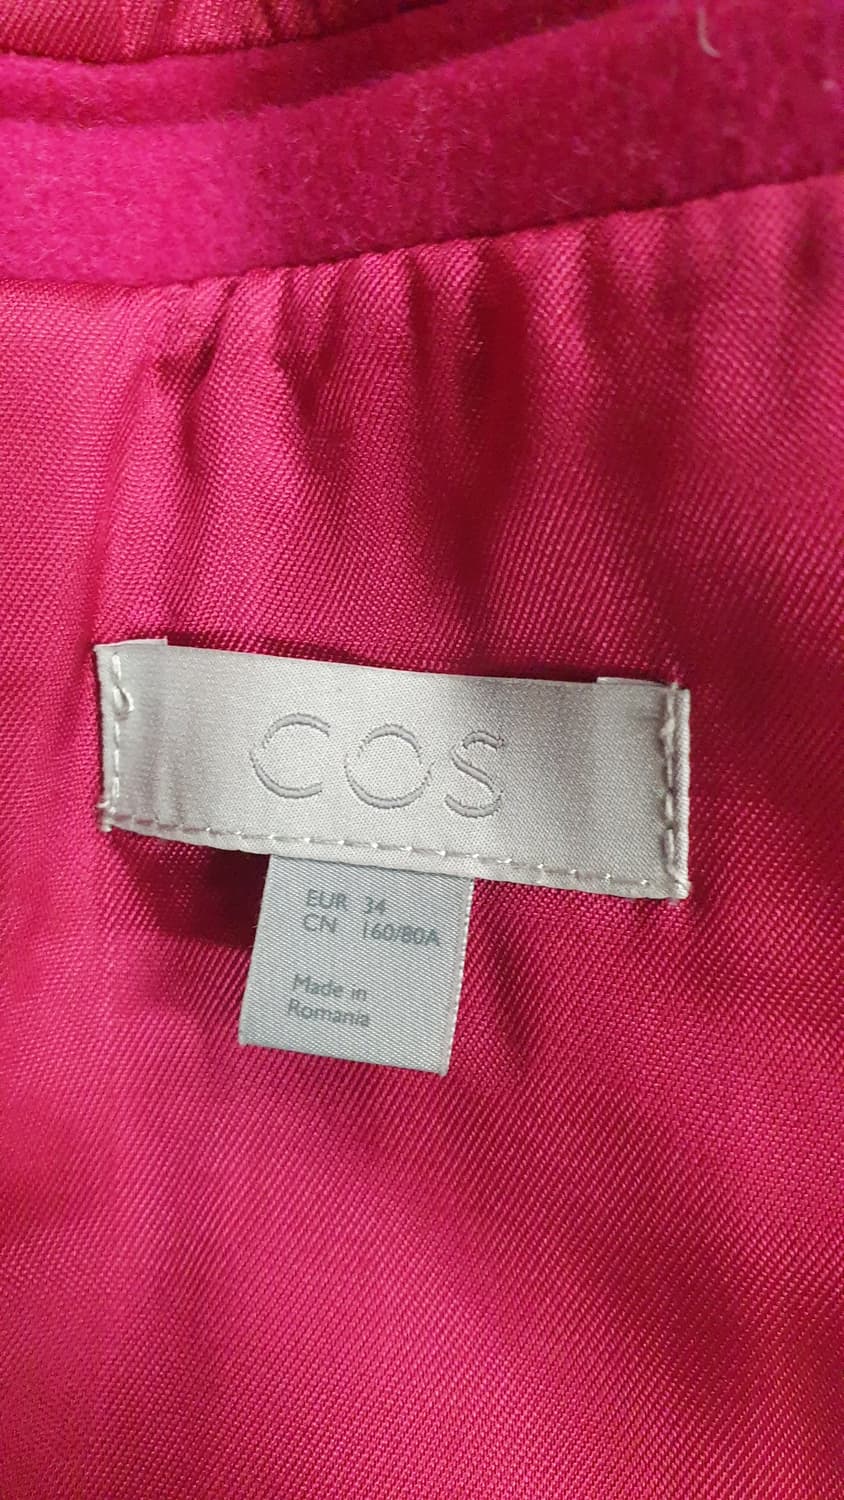 COS
EUR 34
CN 160/80A
Made in
Romania